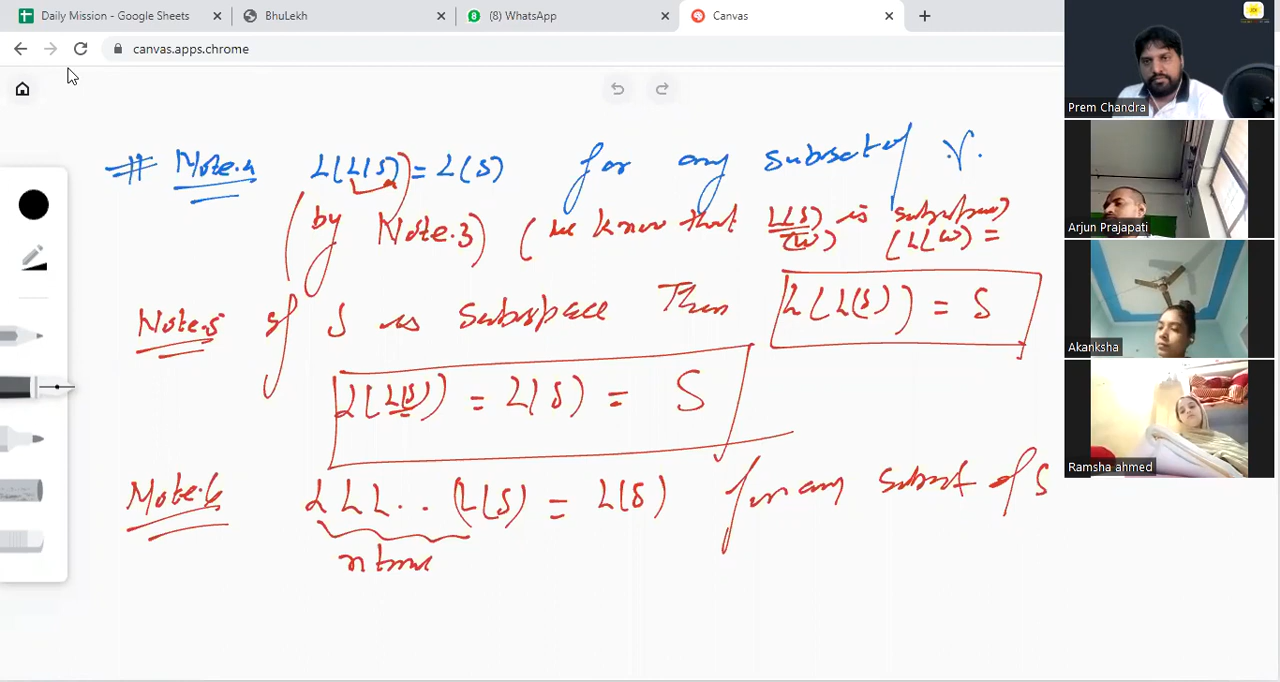 Daily Mission - Google Sheets
BhuLekh
(8) WhatsApp
Canvas
canvas.apps.chrome
# Note.4 L(L(S)) = L(S) for any subset of V.
(by Note.3) (we know that L(S) is subspace
(W) (L(W) =
Note.5 if S is subspace Then L(L(S)) = S
L(L(S)) = L(S) = S
Note.6 L L L . . (L(S) = L(S) for any subset of S
n time
Prem Chandra
Arjun Prajapati
Akanksha
Ramsha ahmed